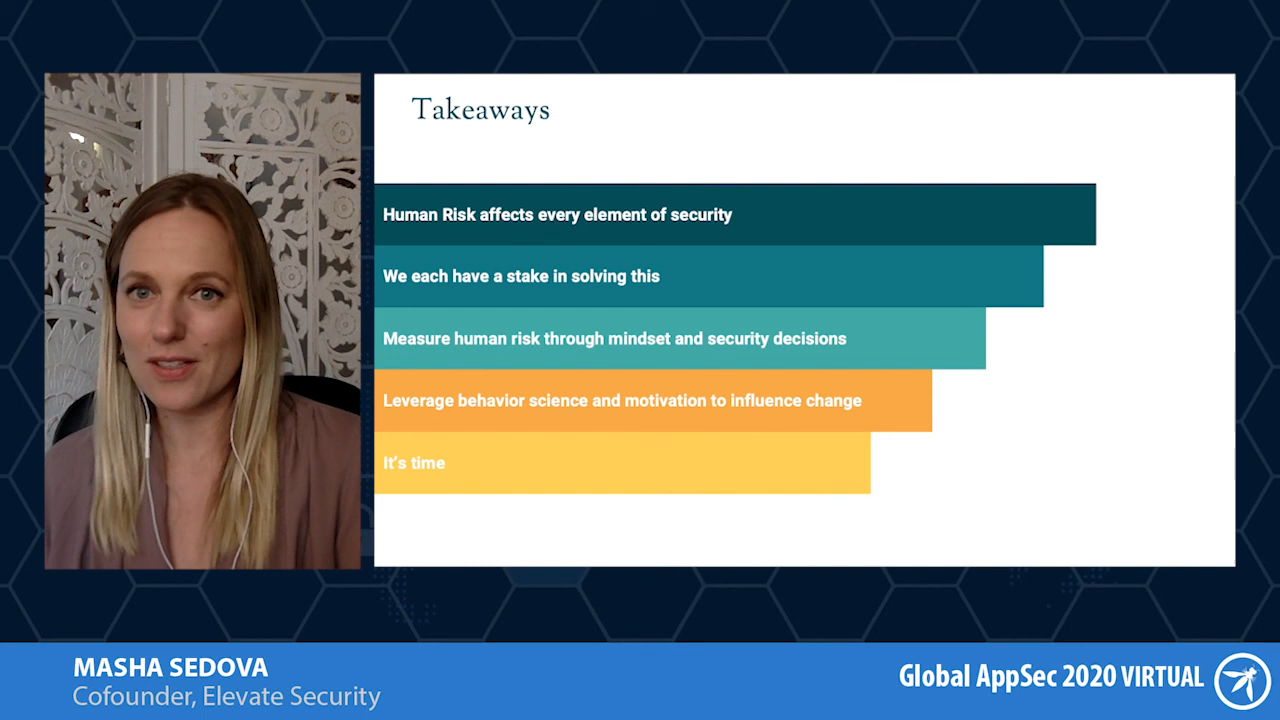 Takeaways
Human Risk affects every element of security
We each have a stake in solving this
Measure human risk through mindset and security decisions
Leverage behavior science and motivation to influence change
It's time
MASHA SEDOVA
Cofounder, Elevate Security
Global AppSec 2020 VIRTUAL